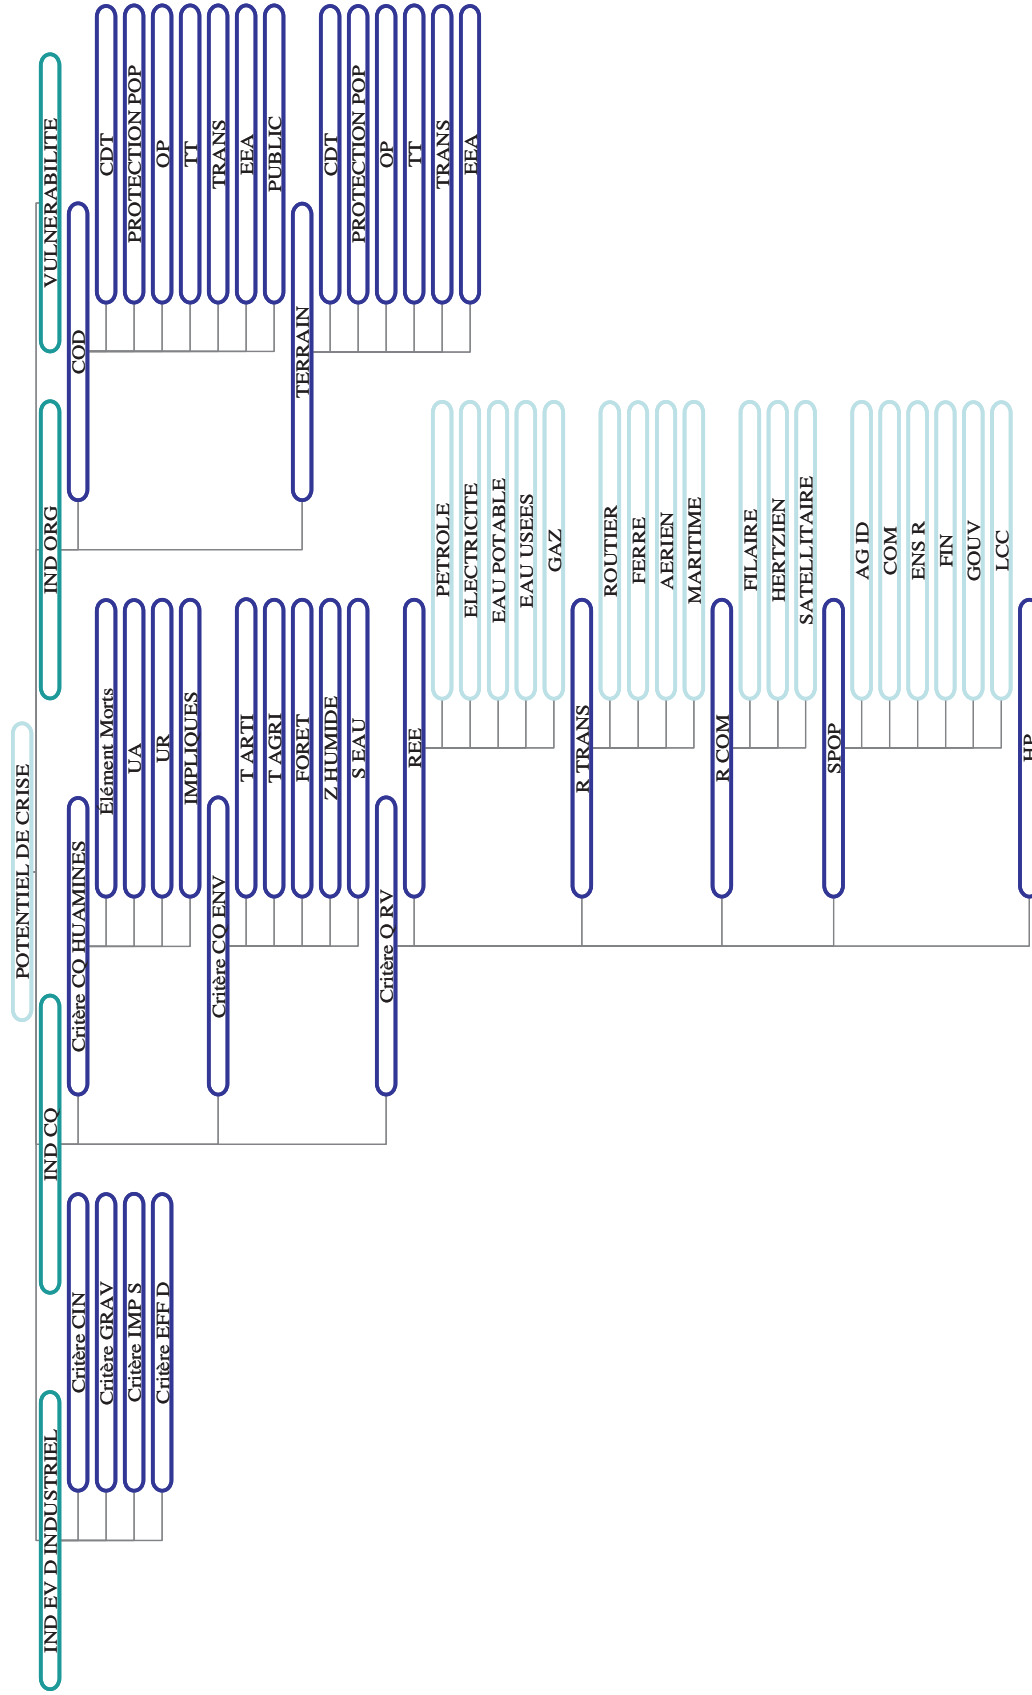 POTENTIEL DE CRISE
IND EV D INDUSTRIEL
Critère CIN
Critère GRAV
Critère IMP S
Critère EFF D
IND CQ
Critère CQ HUAMINES
Élément Morts
UA
UR
IMPLIQUES
Critère CQ ENV
T ARTI
T AGRI
FORET
Z HUMIDE
S EAU
Critère Q RV
REE
PETROLE
ELECTRICITE
EAU POTABLE
EAU USEES
GAZ
R TRANS
ROUTIER
FERRE
AERIEN
MARITIME
R COM
FILAIRE
HERTZIEN
SATELLITAIRE
SPOP
AG ID
COM
ENS R
FIN
GOUV
LCC
IND ORG
COD
CDT
PROTECTION POP
OP
TT
TRANS
EEA
PUBLIC
TERRAIN
CDT
PROTECTION POP
OP
TT
TRANS
EEA
VULNERABILITE